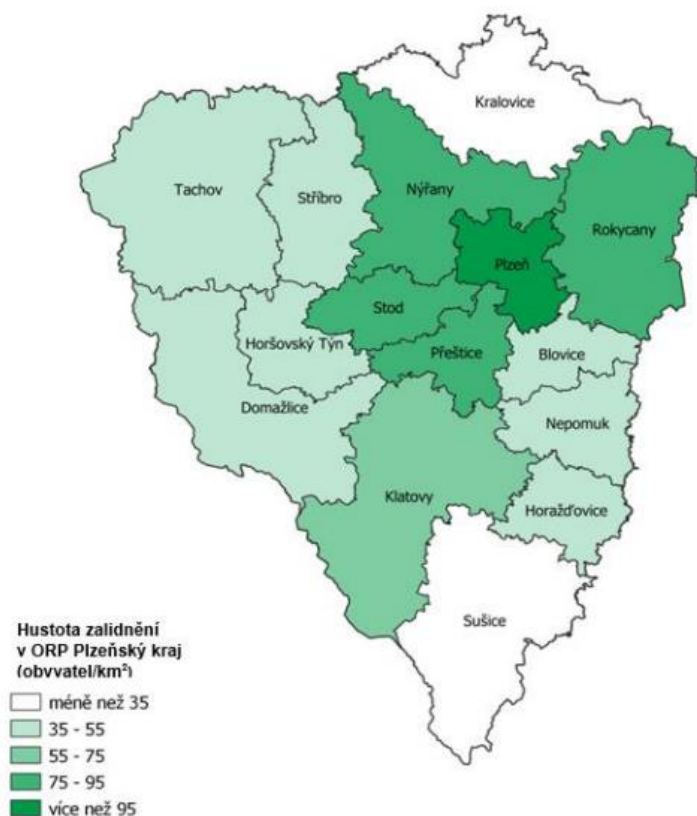 Kralovice
Tachov
Stříbro
Nýřany
Rokycany
Plzeň
Stod
Horšovský Týn
Přeštice
Blovice
Domažlice
Nepomuk
Klatovy
Horažďovice
Sušice
Hustota zalidnění
v ORP Plzeňský kraj
(obyvatel/km²)
méně než 35
35 - 55
55 - 75
75 - 95
více než 95